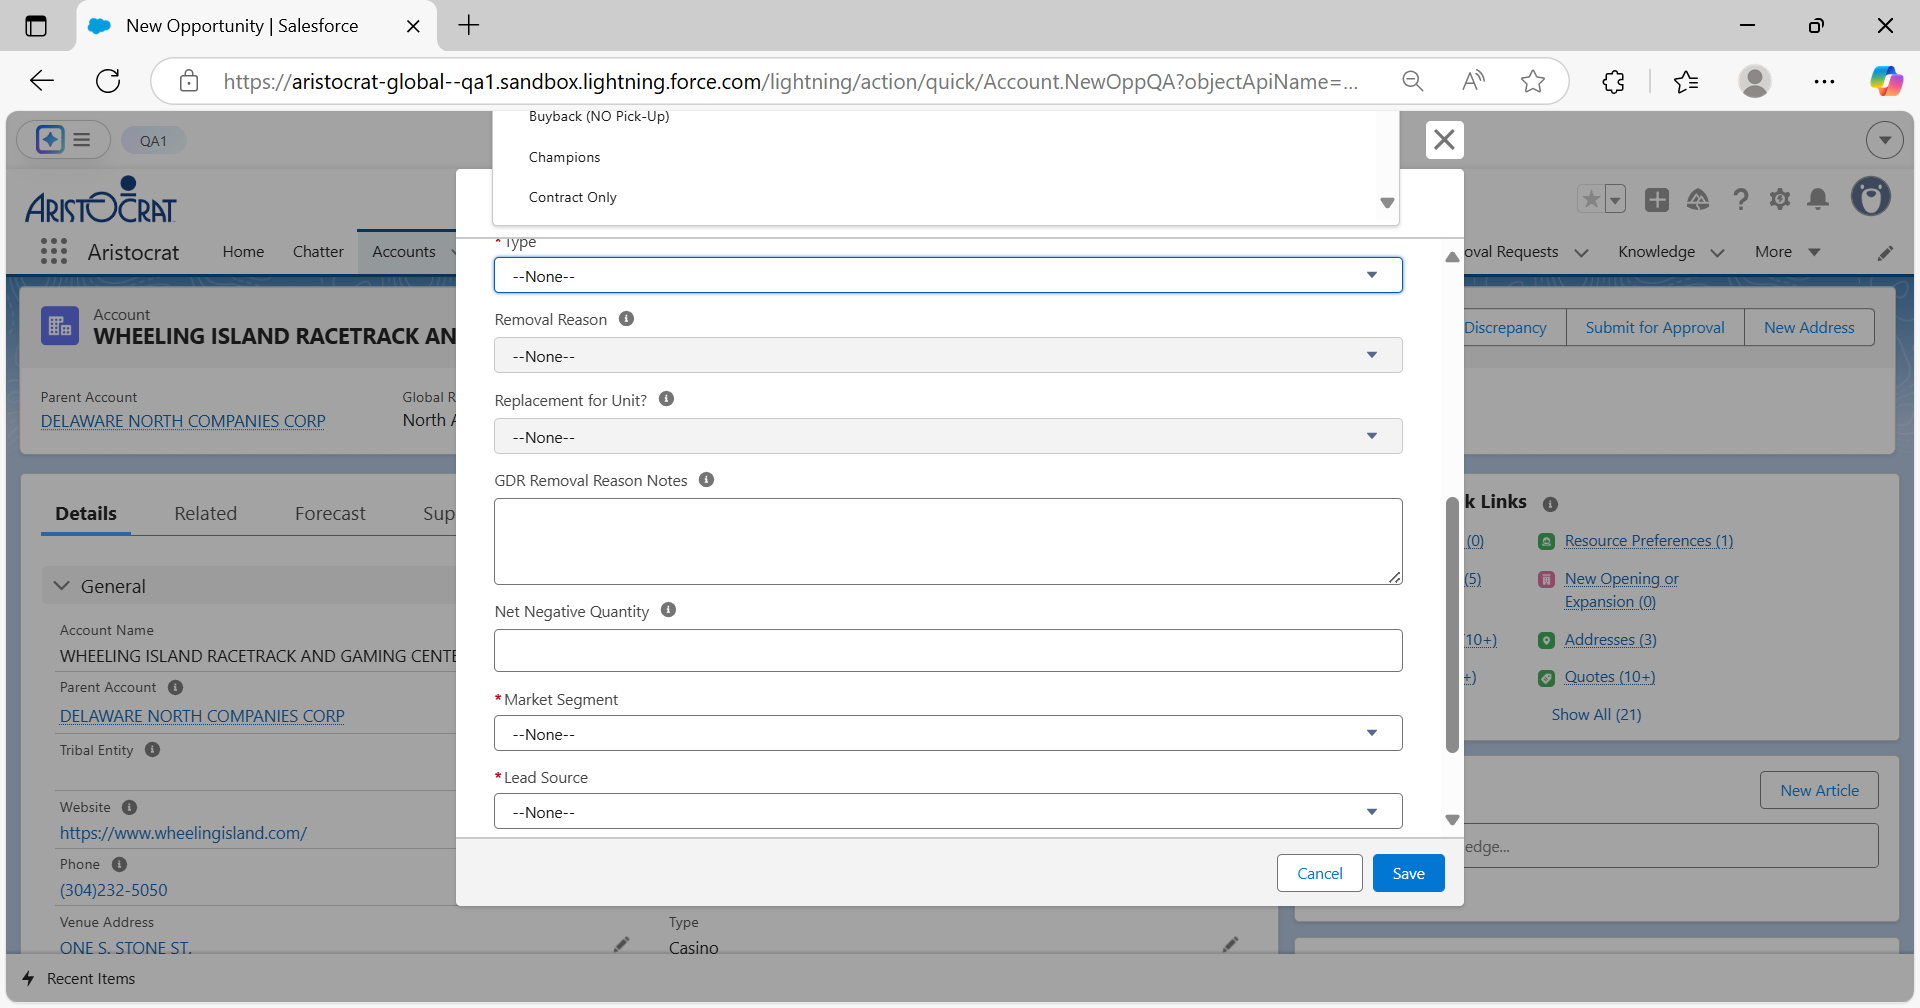 New Opportunity | Salesforce
https://aristocrat-global--qa1.sandbox.lightning.force.com/lightning/action/quick/Account.NewOppQA?objectApiName=...
QA1
Buyback (NO Pick-Up)
Champions
Contract Only
ARISTOCRAT
Aristocrat
Home
Chatter
Accounts
oval Requests
Knowledge
More
Account
WHEELING ISLAND RACETRACK AN
Discrepancy
Submit for Approval
New Address
Parent Account
DELAWARE NORTH COMPANIES CORP
Global R
North A
* Type
--None--
Removal Reason
--None--
Replacement for Unit?
--None--
GDR Removal Reason Notes
Net Negative Quantity
* Market Segment
--None--
* Lead Source
--None--
Cancel
Save
Details
Related
Forecast
Sup
General
Account Name
WHEELING ISLAND RACETRACK AND GAMING CENTE
Parent Account
DELAWARE NORTH COMPANIES CORP
Tribal Entity
Website
https://www.wheelingisland.com/
Phone
(304)232-5050
Venue Address
ONE S. STONE ST.
Type
Casino
k Links
(0)
Resource Preferences (1)
(5)
New Opening or
Expansion (0)
10+)
Addresses (3)
+)
Quotes (10+)
Show All (21)
New Article
edge...
Recent Items